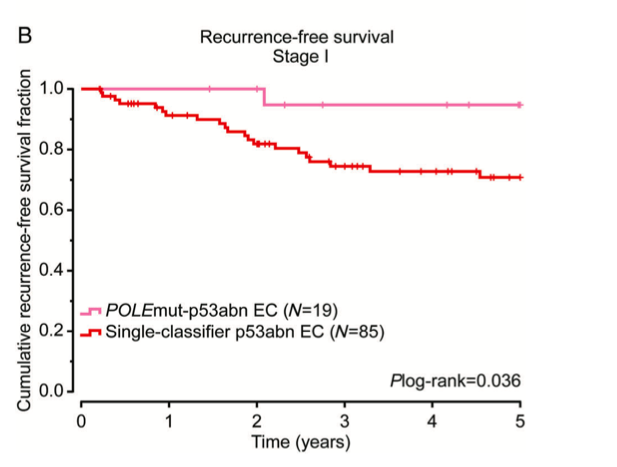 B
Recurrence-free survival
Stage I
Cumulative recurrence-free survival fraction
1.0
0.8
0.6
0.4
0.2
0.0
POLEmut-p53abn EC (N=19)
Single-classifier p53abn EC (N=85)
Plog-rank=0.036
0 1 2 3 4 5
Time (years)